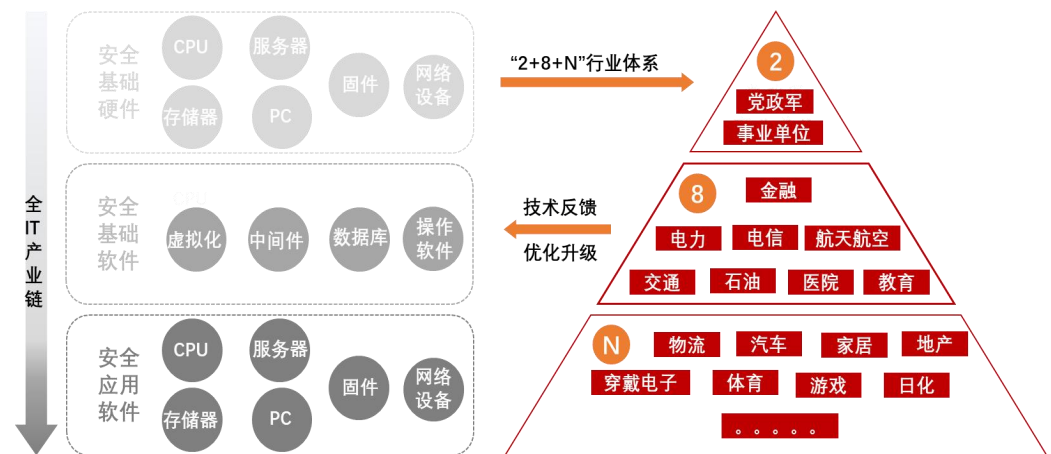 全
IT
产
业
链
安全
基础
硬件
CPU
服务器
固件
网络
设备
存储器
PC
安全
基础
软件
虚拟化
中间件
数据库
操作
软件
安全
应用
软件
CPU
服务器
固件
网络
设备
存储器
PC
“2+8+N”行业体系
技术反馈
优化升级
2
党政军
事业单位
8
金融
电力
电信
航天航空
交通
石油
医院
教育
N
物流
汽车
家居
地产
穿戴电子
体育
游戏
日化
。。。。。